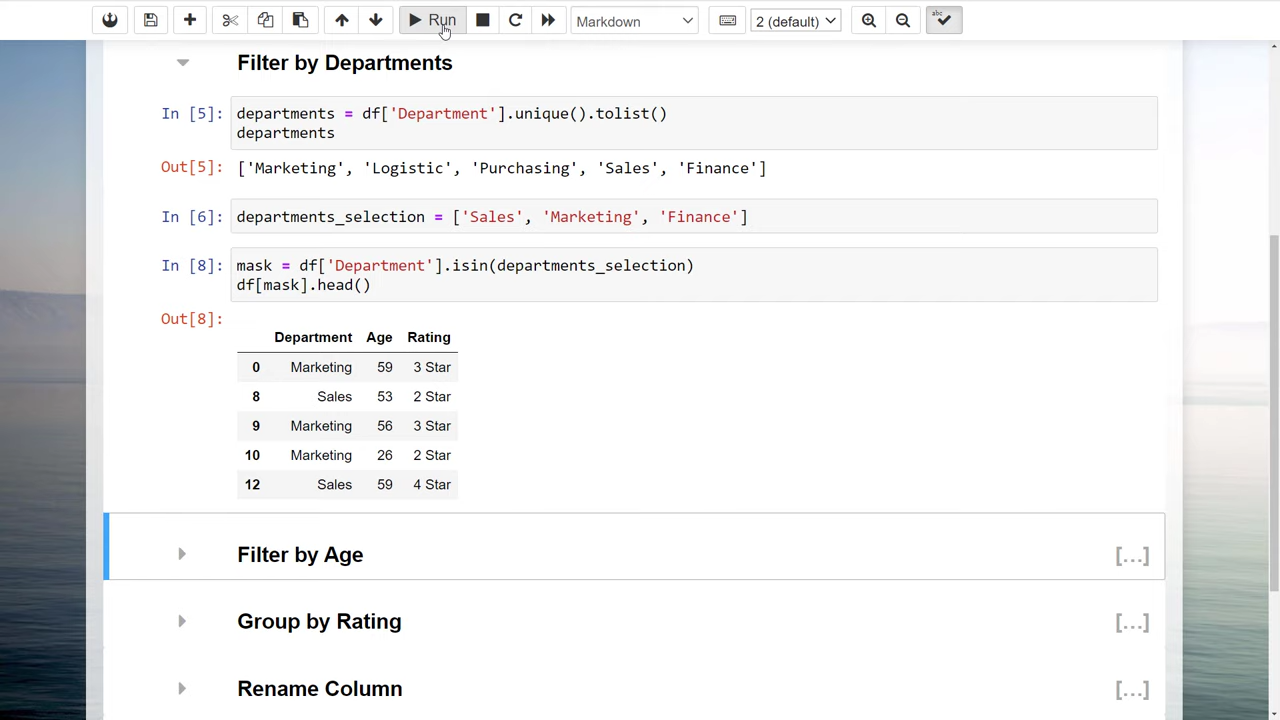 Run
Markdown
2 (default)
abc
Filter by Departments
In [5]:
departments = df['Department'].unique().tolist()
departments
Out[5]:
['Marketing', 'Logistic', 'Purchasing', 'Sales', 'Finance']
In [6]:
departments_selection = ['Sales', 'Marketing', 'Finance']
In [8]:
mask = df['Department'].isin(departments_selection)
df[mask].head()
Out[8]:
Department Age Rating
0 Marketing 59 3 Star
8 Sales 53 2 Star
9 Marketing 56 3 Star
10 Marketing 26 2 Star
12 Sales 59 4 Star
Filter by Age [...]
Group by Rating [...]
Rename Column [...]